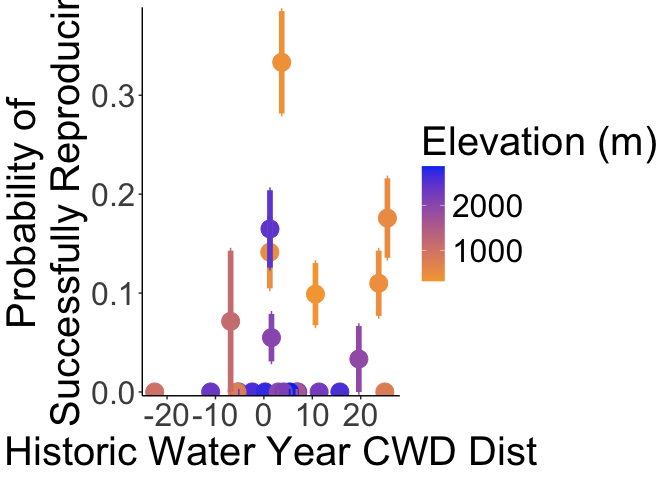 Probability of
Successfully Reproducin
0.3
0.2
0.1
0.0
-20 -10 0 10 20
Historic Water Year CWD Dist
Elevation (m)
2000
1000